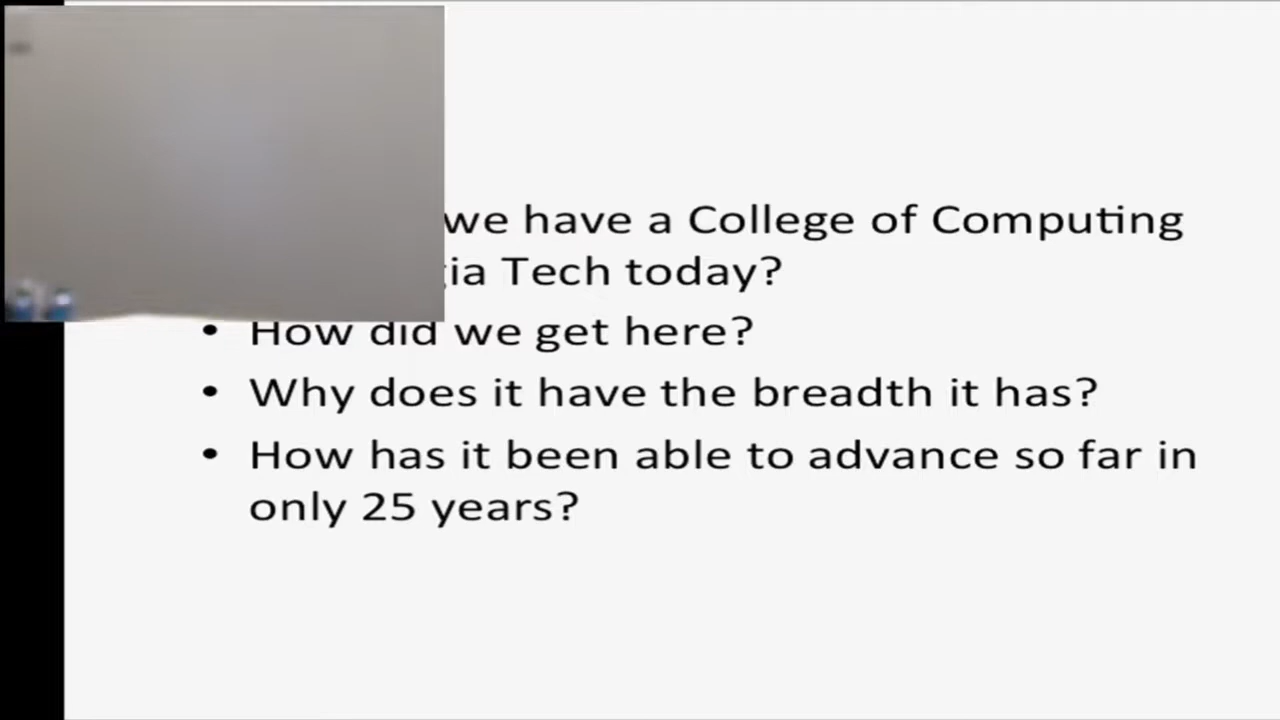 we have a College of Computing
Tech today?
• How did we get here?
• Why does it have the breadth it has?
• How has it been able to advance so far in
only 25 years?